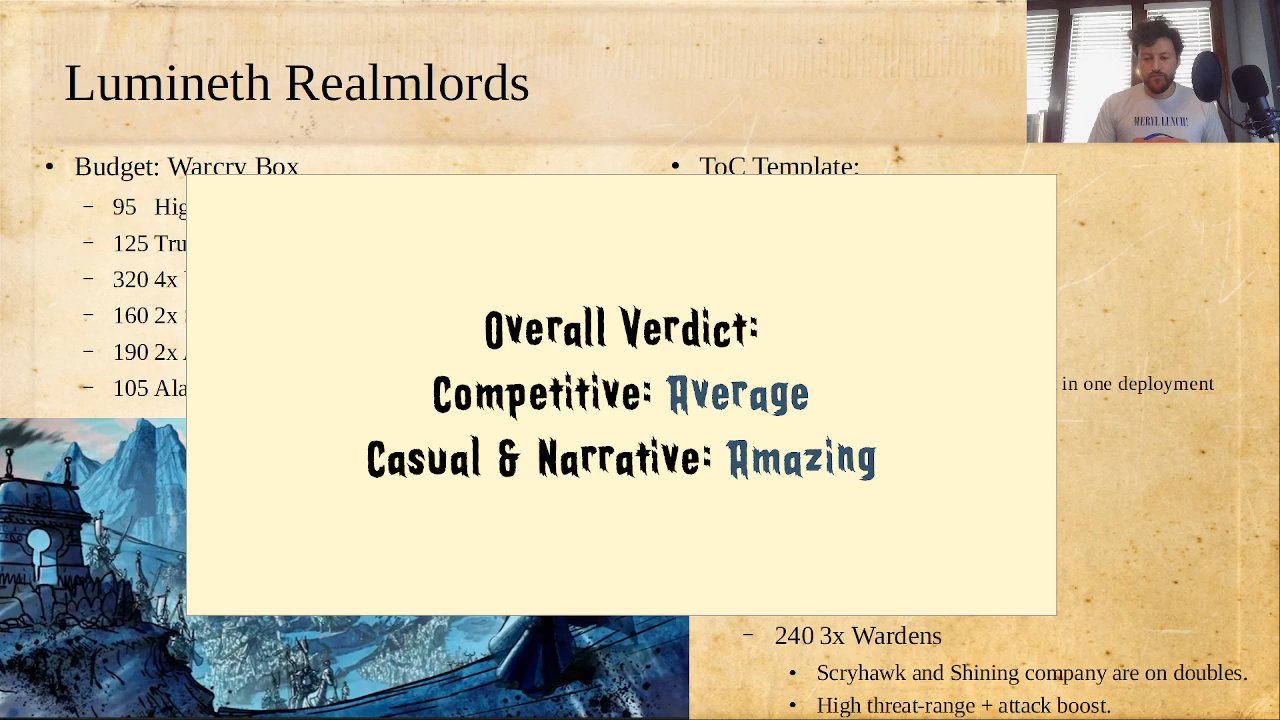 Lumineth Realmlords
MERYL LUNCH!
• Budget: Warcry Box
– 95 Hig
– 125 Tru
– 320 4x
– 160 2x
– 190 2x
– 105 Ala
• ToC Template:
in one deployment
Overall Verdict:
Competitive: Average
Casual & Narrative: Amazing
– 240 3x Wardens
• Scryhawk and Shining company are on doubles.
• High threat-range + attack boost.